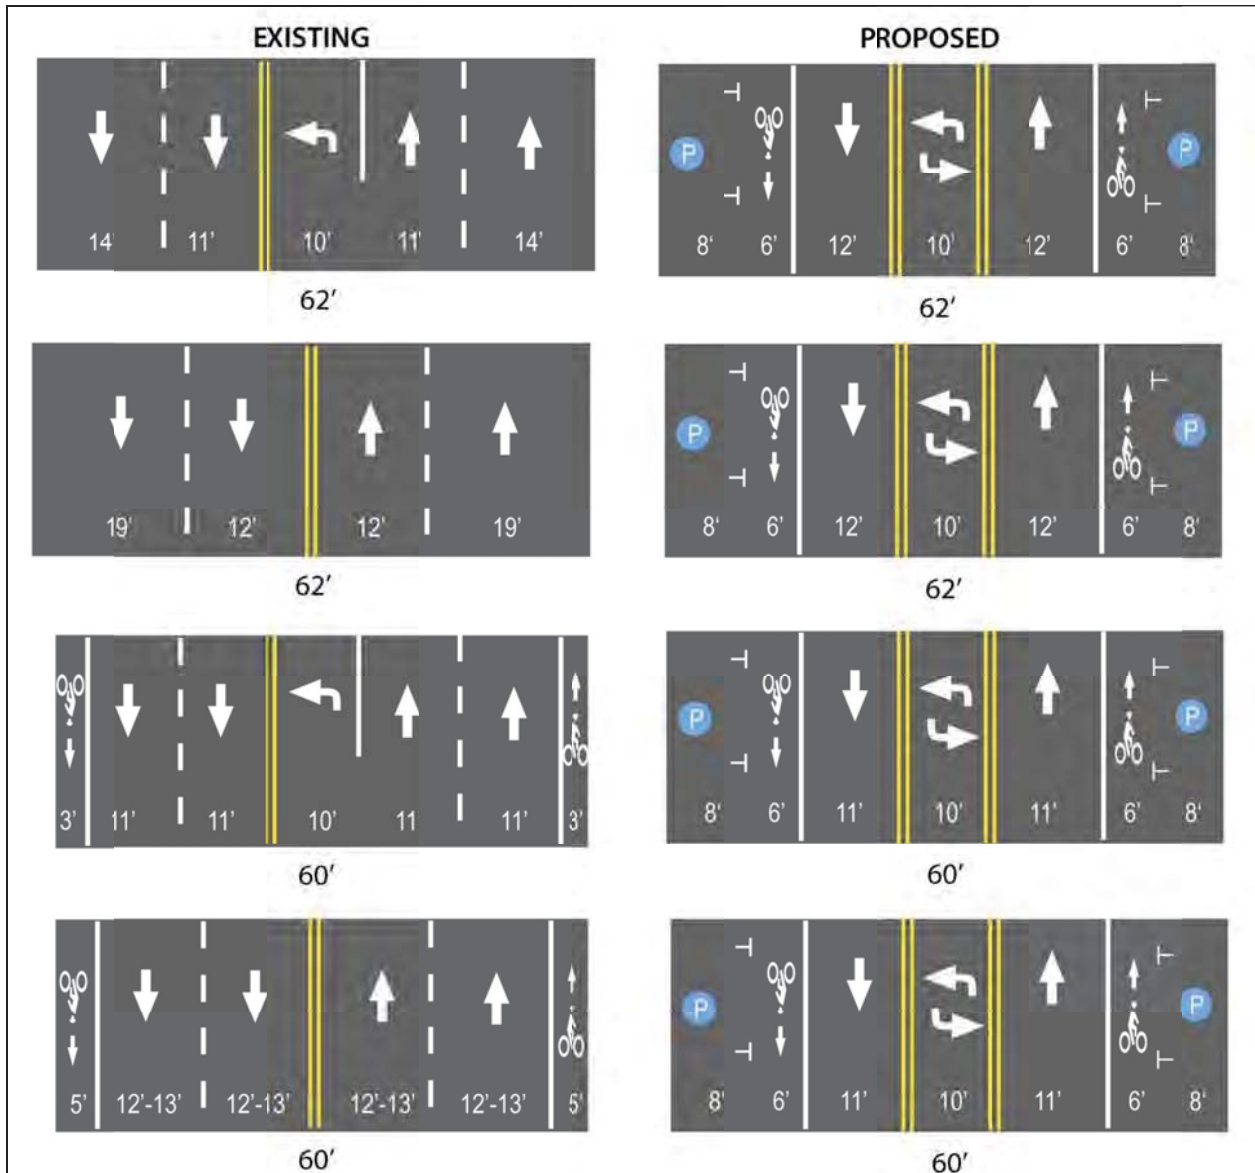 EXISTING PROPOSED
14' 11' 10' 11' 14'
P P
8' 6' 12' 10' 12' 6' 8'
62'
62'
19' 12' 12' 19'
P P
8' 6' 12' 10' 12' 6' 8'
62'
62'
3' 11' 11' 10' 11 11' 3'
P P
8' 6' 11' 10' 11' 6' 8'
60'
60'
5' 12'-13' 12'-13' 12'-13' 12'-13' 5'
P P
8' 6' 11' 10' 11' 6' 8'
60'
60'